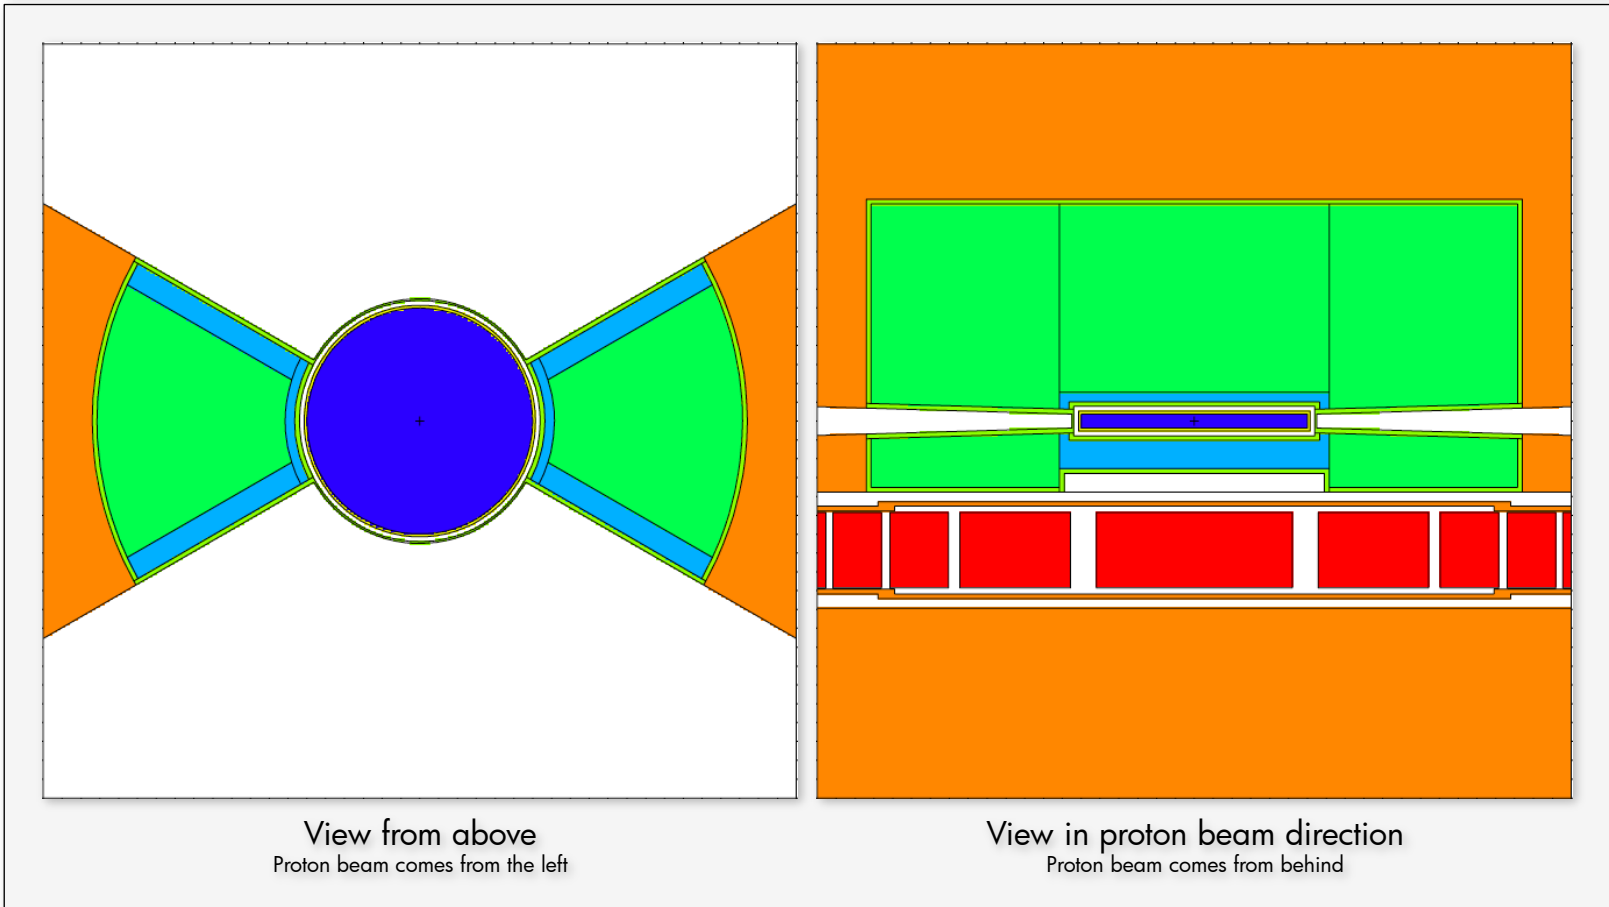 View from above
Proton beam comes from the left
View in proton beam direction
Proton beam comes from behind